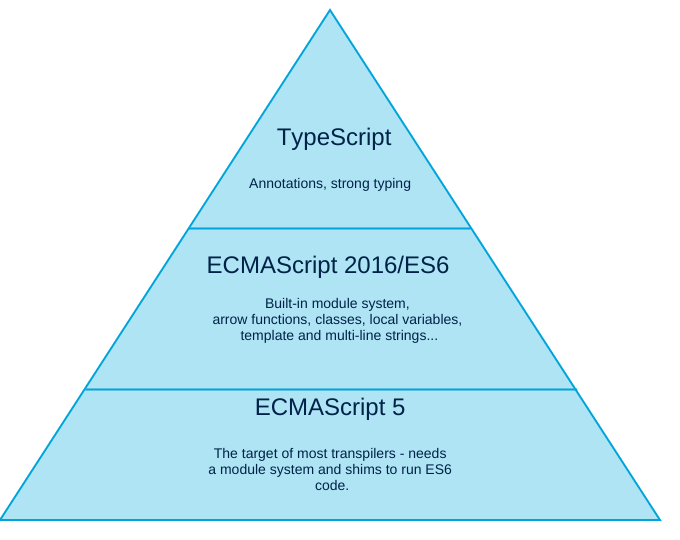 TypeScript
Annotations, strong typing
ECMAScript 2016/ES6
Built-in module system,
arrow functions, classes, local variables,
template and multi-line strings...
ECMAScript 5
The target of most transpilers - needs
a module system and shims to run ES6
code.